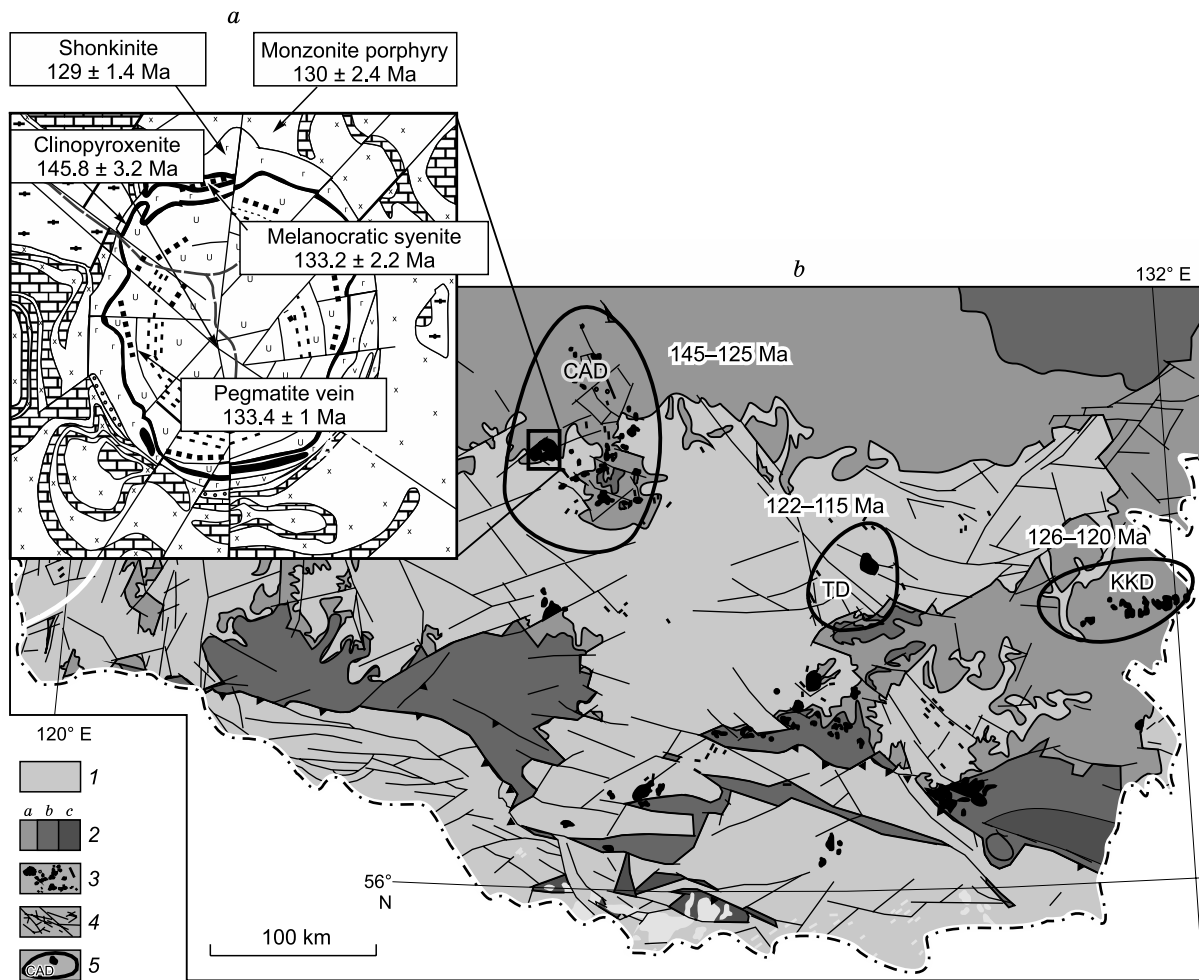 a
Shonkinite
129 ± 1.4 Ma
Monzonite porphyry
130 ± 2.4 Ma
Clinopyroxenite
145.8 ± 3.2 Ma
Melanocratic syenite
133.2 ± 2.2 Ma
Pegmatite vein
133.4 ± 1 Ma
b
132° E
CAD
145–125 Ma
122–115 Ma
TD
126–120 Ma
KKD
120° E
56°
N
100 km
1
a b c
2
3
4
CAD
5